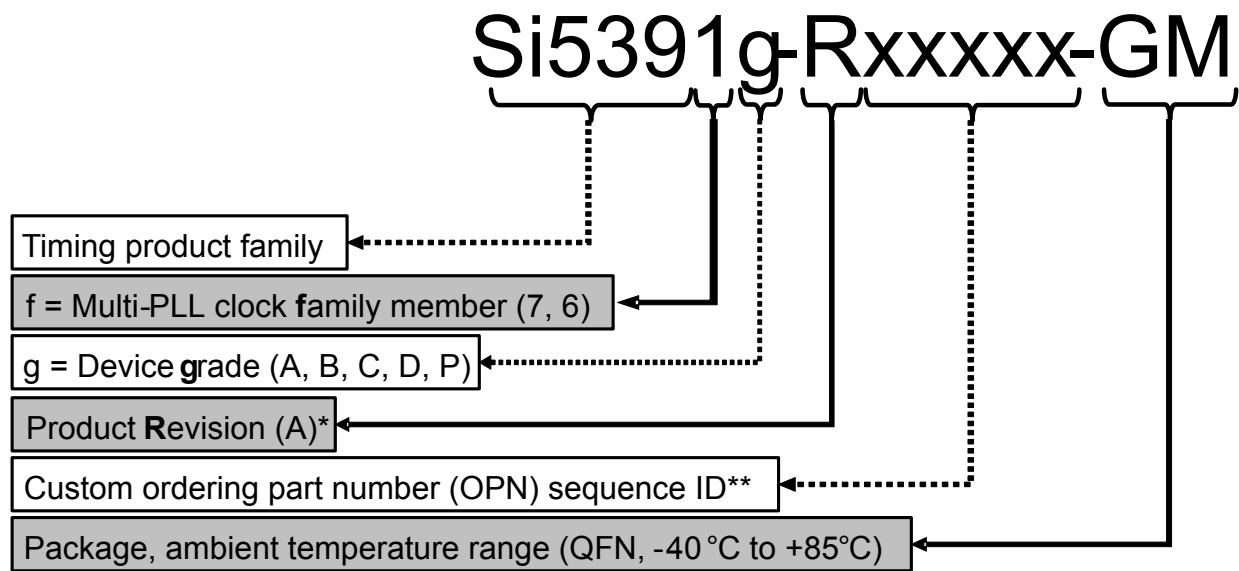 Si5391g-Rxxxxx-GM
Timing product family
f = Multi-PLL clock family member (7, 6)
g = Device grade (A, B, C, D, P)
Product Revision (A)*
Custom ordering part number (OPN) sequence ID**
Package, ambient temperature range (QFN, -40 °C to +85°C)